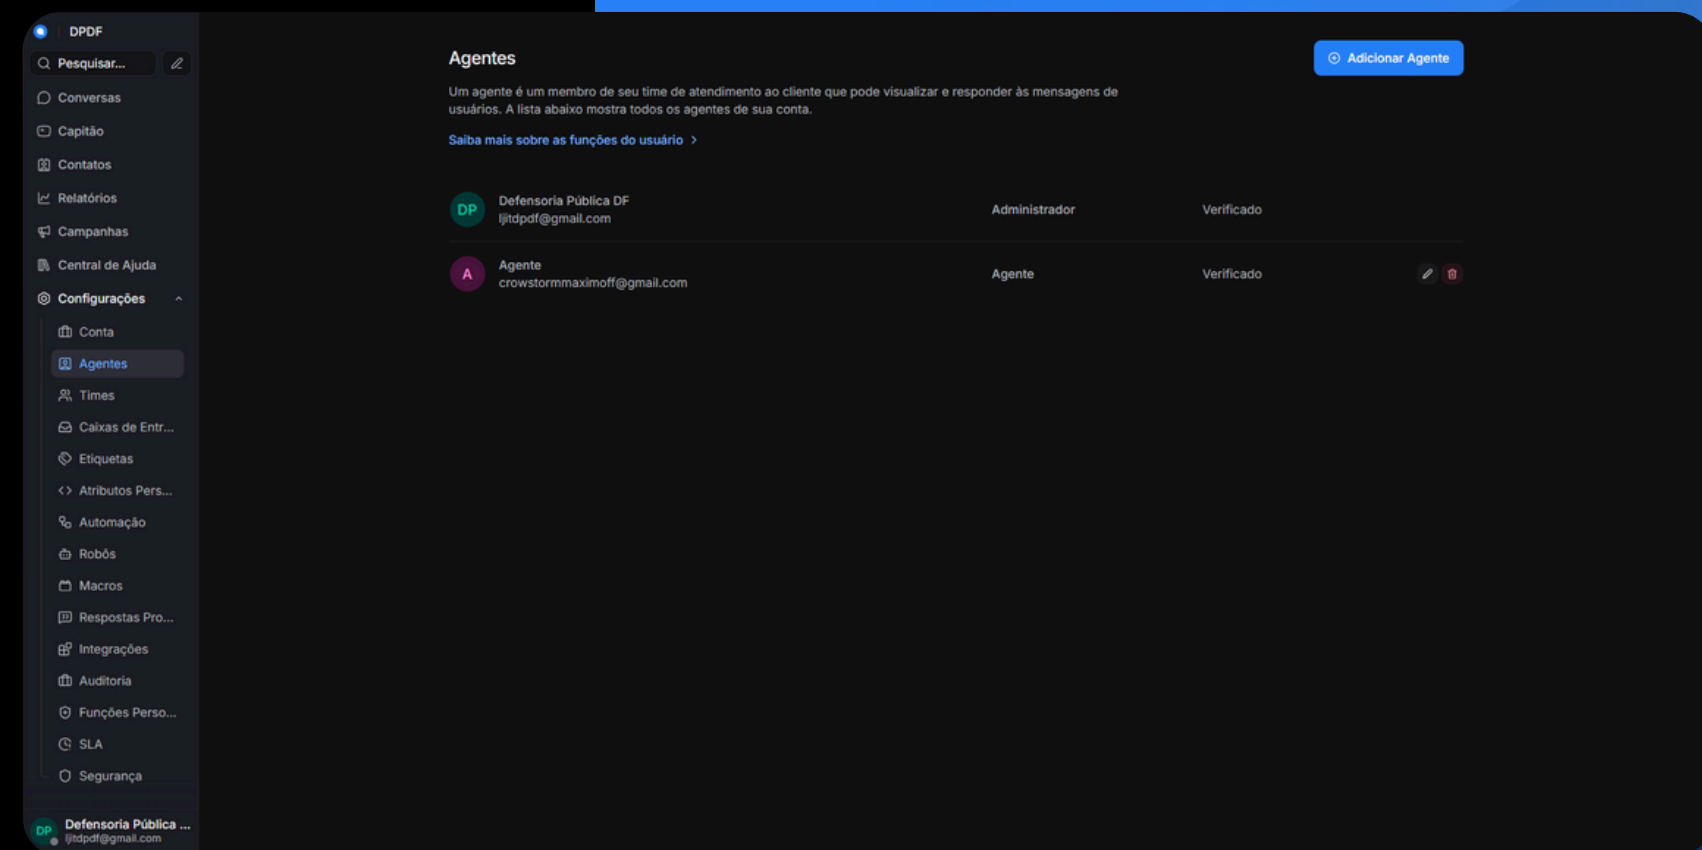 DPDF
Pesquisar...
Conversas
Capitão
Contatos
Relatórios
Campanhas
Central de Ajuda
Configurações
Conta
Agentes
Times
Caixas de Entr...
Etiquetas
Atributos Pers...
Automação
Robôs
Macros
Respostas Pro...
Integrações
Auditoria
Funções Perso...
SLA
Segurança
DP
Defensoria Pública ...
ljitdpdf@gmail.com
Agentes
Adicionar Agente
Um agente é um membro de seu time de atendimento ao cliente que pode visualizar e responder às mensagens de
usuários. A lista abaixo mostra todos os agentes de sua conta.
Saiba mais sobre as funções do usuário
DP
Defensoria Pública DF
ljitdpdf@gmail.com
Administrador
Verificado
A
Agente
crowstormmaximoff@gmail.com
Agente
Verificado